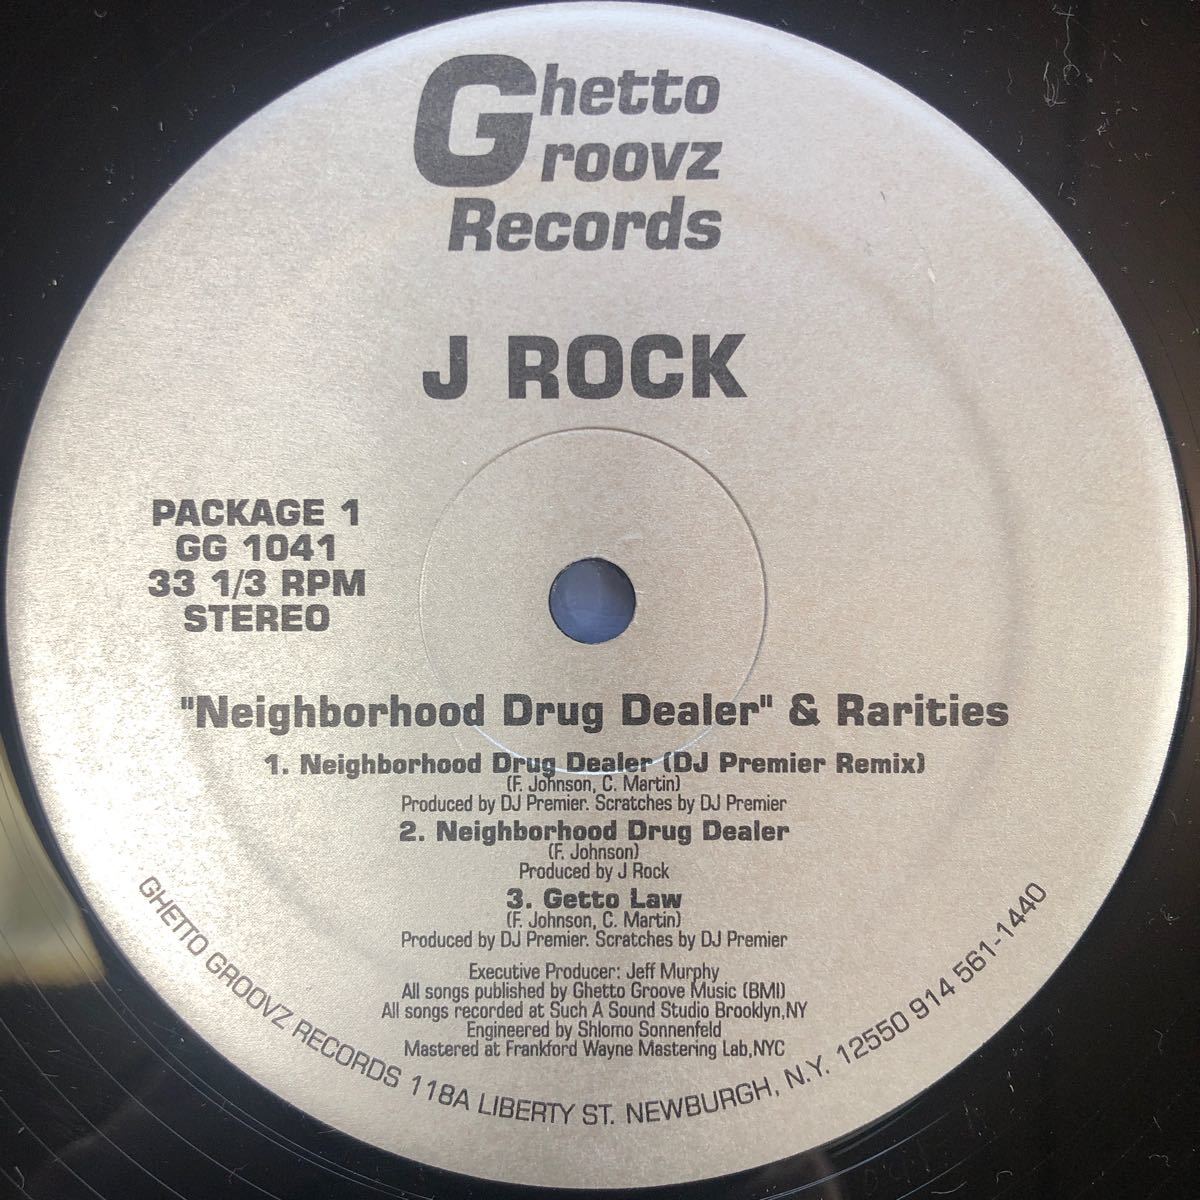 Ghetto
Groovz
Records
J ROCK
PACKAGE 1
GG 1041
33 1/3 RPM
STEREO
"Neighborhood Drug Dealer" & Rarities
1. Neighborhood Drug Dealer (DJ Premier Remix)
(F. Johnson, C. Martin)
Produced by DJ Premier. Scratches by DJ Premier
2. Neighborhood Drug Dealer
(F. Johnson)
Produced by J Rock
3. Getto Law
(F. Johnson, C. Martin)
Produced by DJ Premier. Scratches by DJ Premier
Executive Producer: Jeff Murphy
All songs published by Ghetto Groove Music (BMI)
All songs recorded at Such A Sound Studio Brooklyn,NY
Engineered by Shlomo Sonnenfeld
Mastered at Frankford Wayne Mastering Lab,NYC
GHETTO GROOVZ RECORDS 118A LIBERTY ST. NEWBURGH, N.Y. 12550 914 561-1440